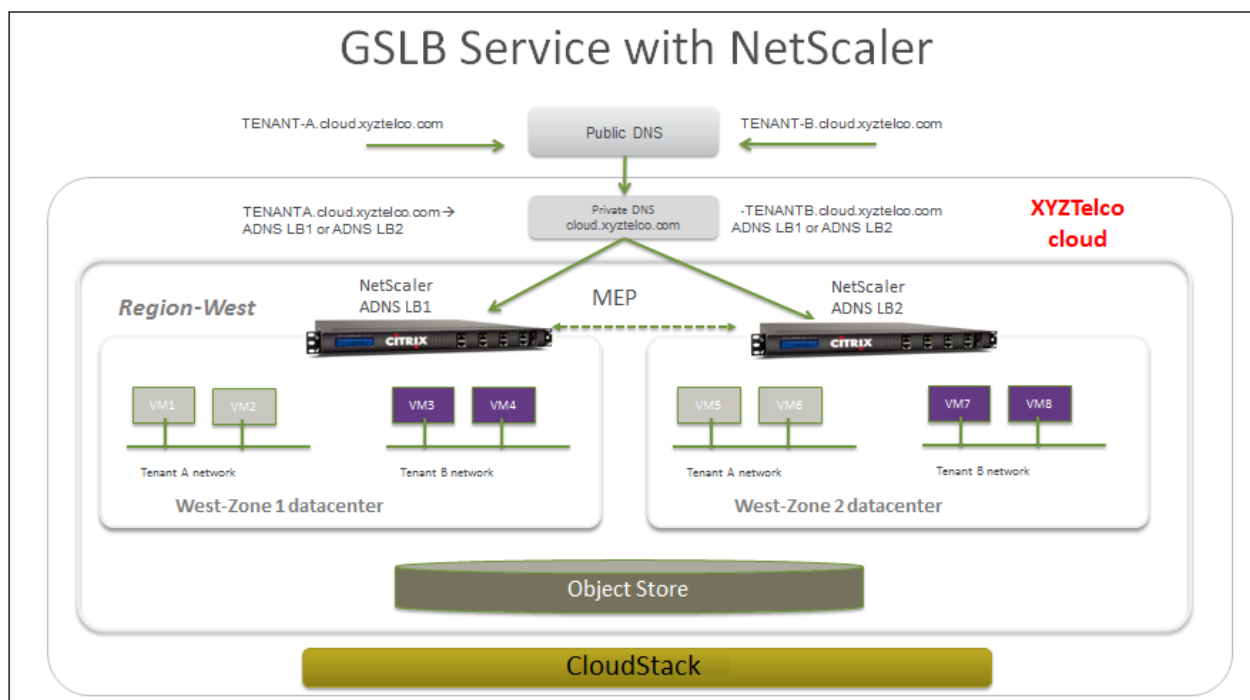 GSLB Service with NetScaler
TENANT-A.cloud.xyztelco.com
Public DNS
TENANT-B.cloud.xyztelco.com
TENANTA.cloud.xyztelco.com →
ADNS LB1 or ADNS LB2
Private DNS
cloud.xyztelco.com
-TENANTB.cloud.xyztelco.com
ADNS LB1 or ADNS LB2
XYZTelco
cloud
Region-West
NetScaler
ADNS LB1
MEP
NetScaler
ADNS LB2
CITRIX
CITRIX
VM1
VM2
VM3
VM4
VM5
VM6
VM7
VM8
Tenant A network
Tenant B network
Tenant A network
Tenant B network
West-Zone 1 datacenter
West-Zone 2 datacenter
Object Store
CloudStack